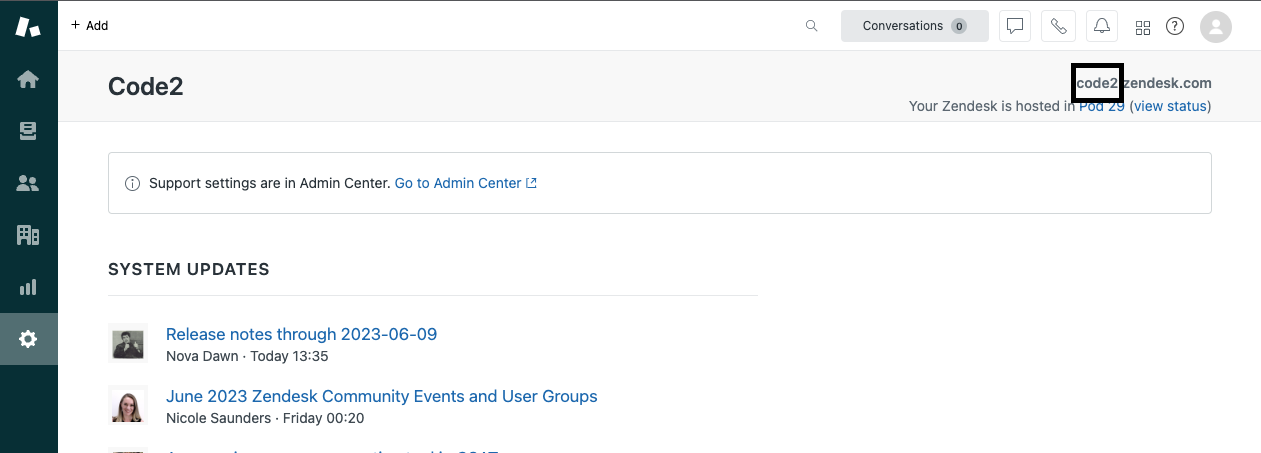 + Add
Conversations 0
Code2
code2.zendesk.com
Your Zendesk is hosted in Pod 29 (view status)
Support settings are in Admin Center. Go to Admin Center
SYSTEM UPDATES
Release notes through 2023-06-09
Nova Dawn · Today 13:35
June 2023 Zendesk Community Events and User Groups
Nicole Saunders · Friday 00:20